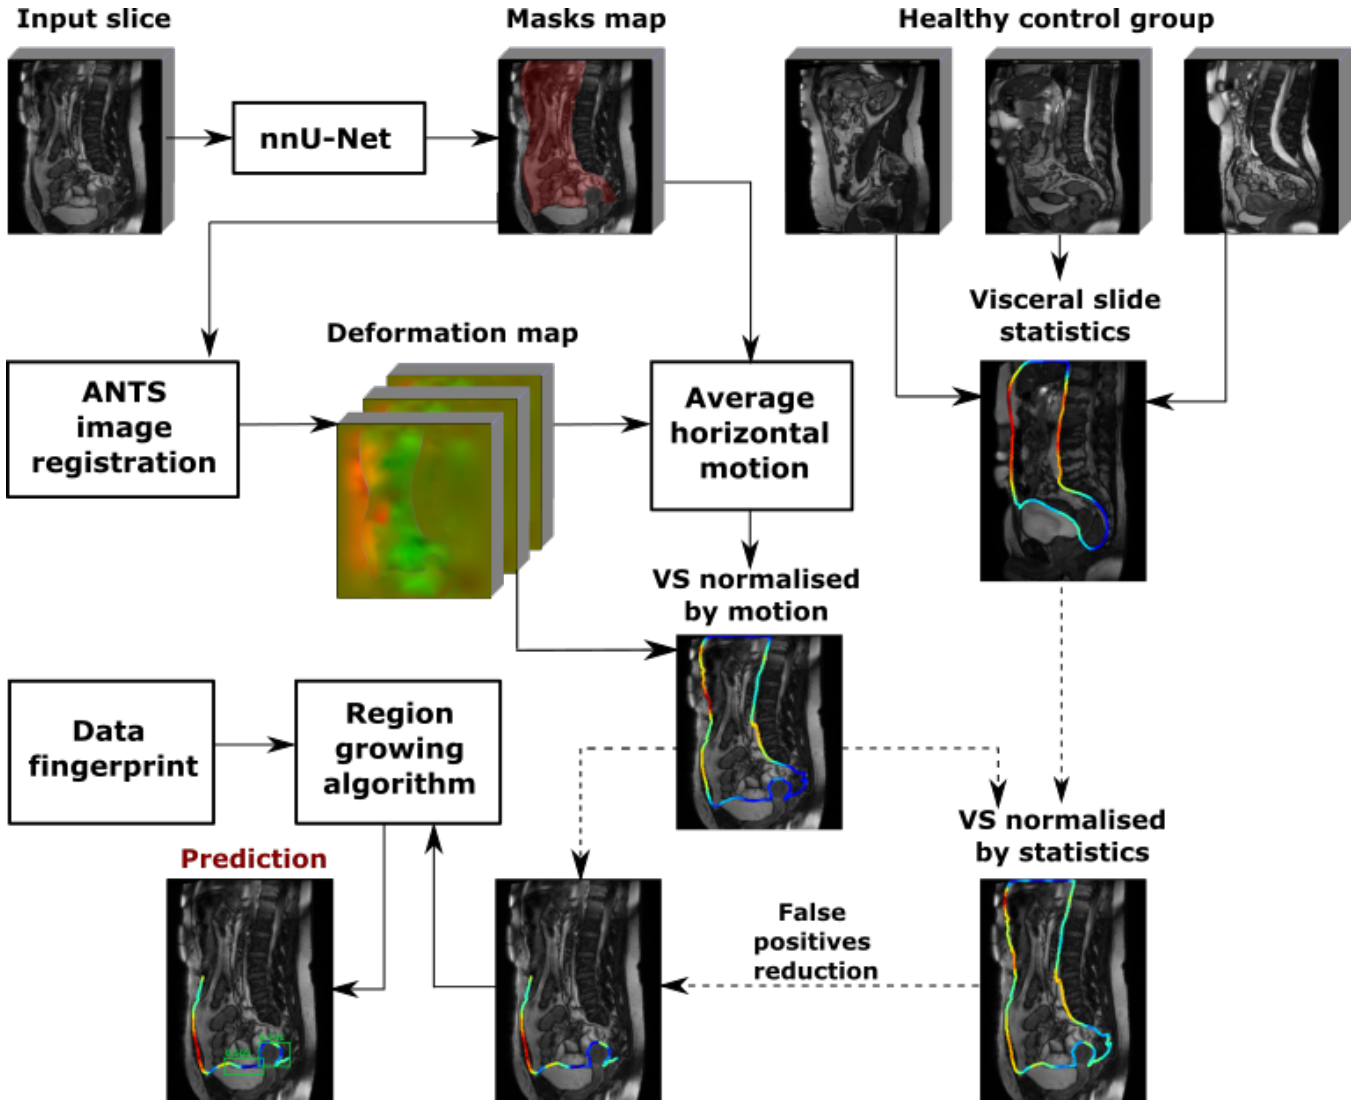 Input slice
Masks map
Healthy control group
nnU-Net
Visceral slide
statistics
Deformation map
ANTS
image
registration
Average
horizontal
motion
VS normalised
by motion
Data
fingerprint
Region
growing
algorithm
VS normalised
by statistics
Prediction
False
positives
reduction